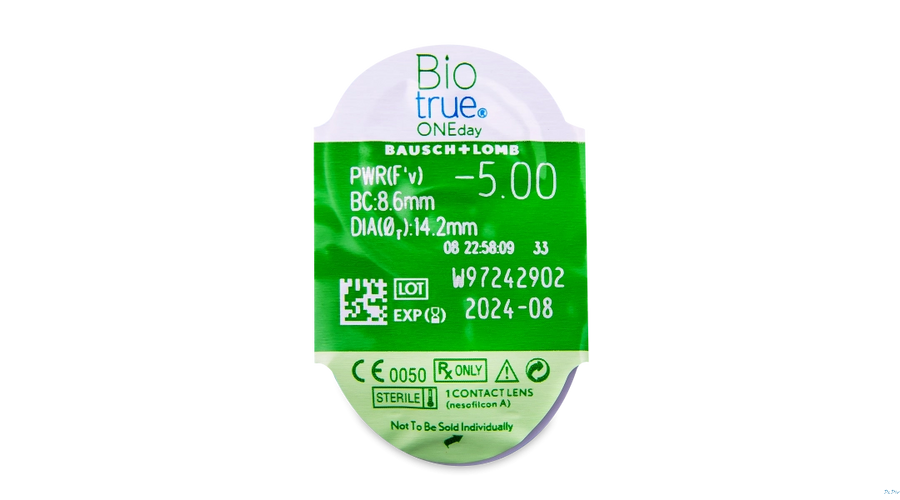 Bio
true®
ONEday
BAUSCH+LOMB
PWR(F'v) -5.00
BC:8.6mm
DIA(Ø_T):14.2mm
08 22:58:09 33
LOT W97242902
EXP 2024-08
CE 0050 Rx ONLY
STERILE 1 CONTACT LENS
(nesofilcon A)
Not To Be Sold Individually